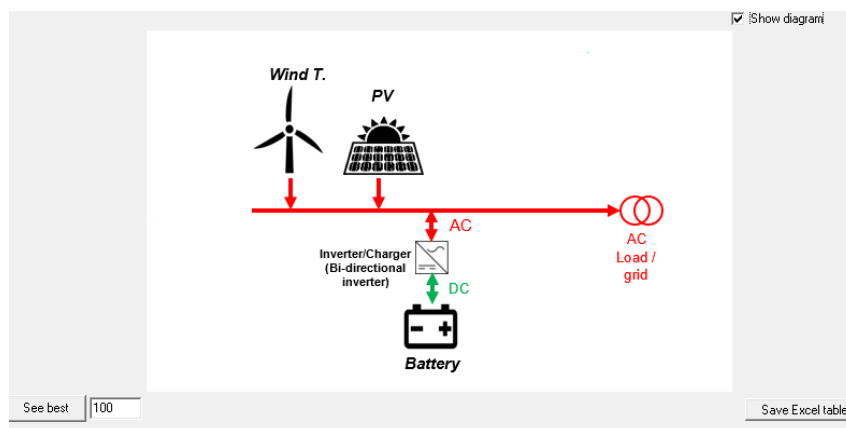 Show diagram
Wind T.
PV
AC
Inverter/Charger
(Bi-directional
inverter)
DC
Battery
AC
Load /
grid
See best
100
Save Excel table